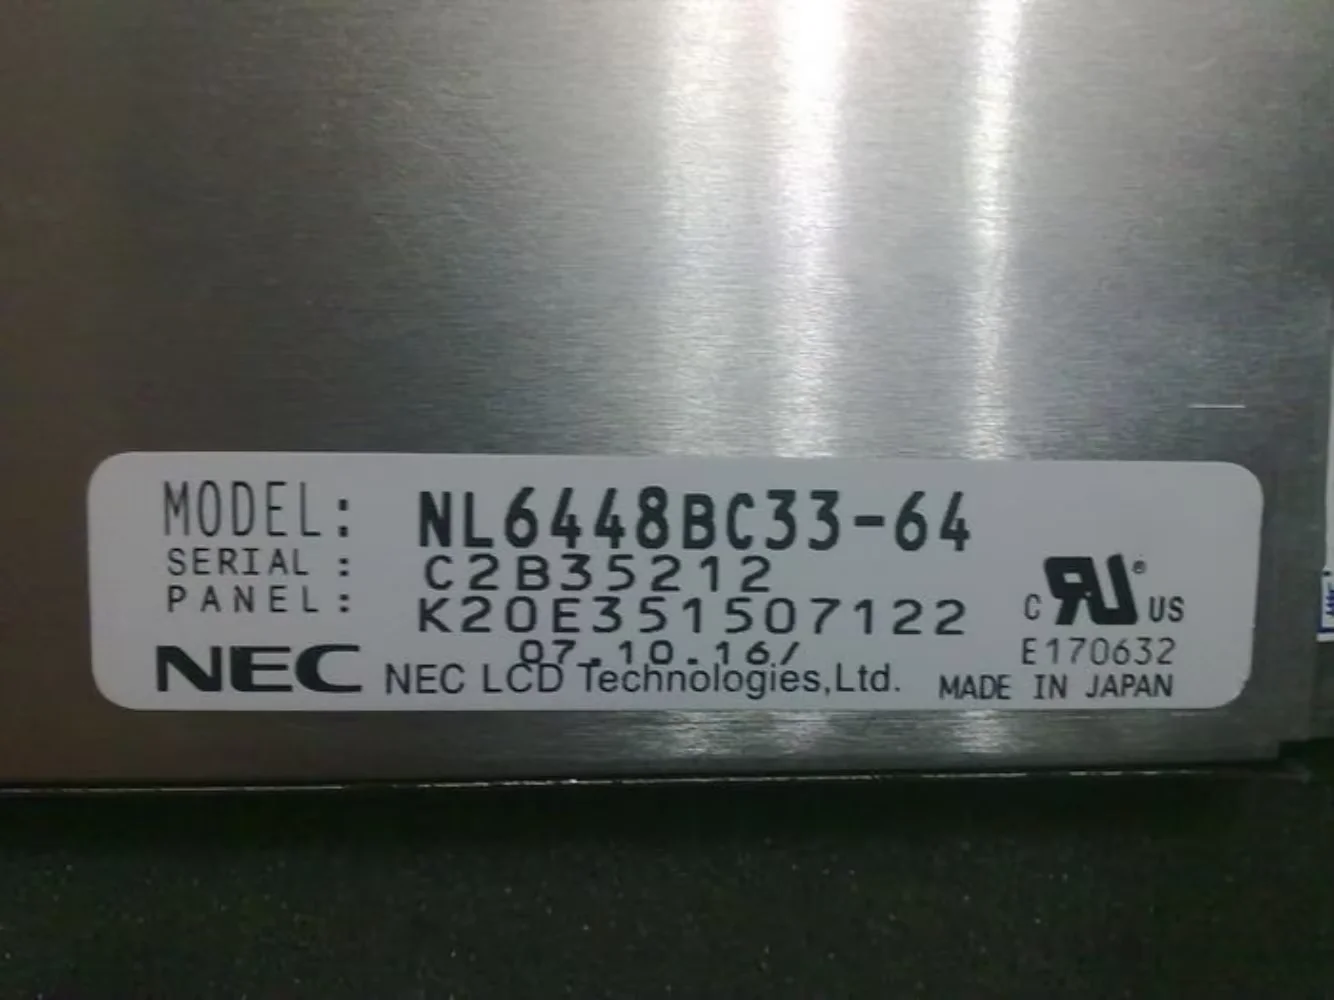 MODEL: NL6448BC33-64
SERIAL : C2B35212
PANEL: K20E351507122
07.10.16/
NEC NEC LCD Technologies,Ltd.
C RU® US
E170632
MADE IN JAPAN